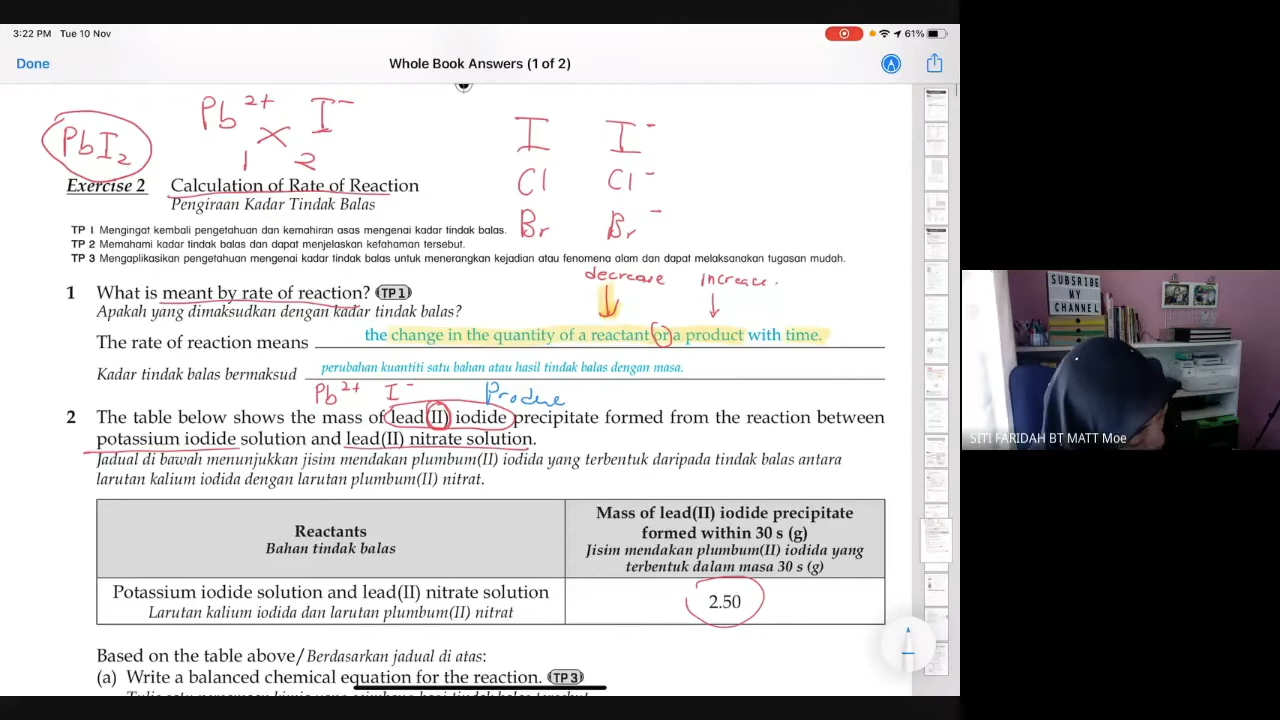 3:22 PM Tue 10 Nov
61%
Done
Whole Book Answers (1 of 2)
Pb 2+ I -
1 2
PbI2
I I -
Cl Cl -
Br Br -
Exercise 2 Calculation of Rate of Reaction
Pengiraan Kadar Tindak Balas
TP 1 Mengingat kembali pengetahuan dan kemahiran asas mengenai kadar tindak balas.
TP 2 Memahami kadar tindak balas dan dapat menjelaskan kefahaman tersebut.
TP 3 Mengaplikasikan pengetahuan mengenai kadar tindak balas untuk menerangkan kejadian atau fenomena alam dan dapat melaksanakan tugasan mudah.
decrease increase.
1 What is meant by rate of reaction? TP 1
Apakah yang dimaksudkan dengan kadar tindak balas?
The rate of reaction means the change in the quantity of a reactant or a product with time.
Kadar tindak balas bermaksud perubahan kuantiti satu bahan atau hasil tindak balas dengan masa.
Pb 2+ I - Produce
2 The table below shows the mass of lead(II) iodide precipitate formed from the reaction between
potassium iodide solution and lead(II) nitrate solution.
Jadual di bawah menunjukkan jisim mendakan plumbum(II) iodida yang terbentuk daripada tindak balas antara
larutan kalium iodida dengan larutan plumbum(II) nitrat.
Reactants
Bahan tindak balas
Mass of lead(II) iodide precipitate
formed within 30 s (g)
Jisim mendakan plumbum(II) iodida yang
terbentuk dalam masa 30 s (g)
Potassium iodide solution and lead(II) nitrate solution
Larutan kalium iodida dan larutan plumbum(II) nitrat
2.50
Based on the table above/Berdasarkan jadual di atas:
(a) Write a balanced chemical equation for the reaction. TP 3
SUBSCRIBE
MY
CHANNEL
SITI FARIDAH BT MATT Moe